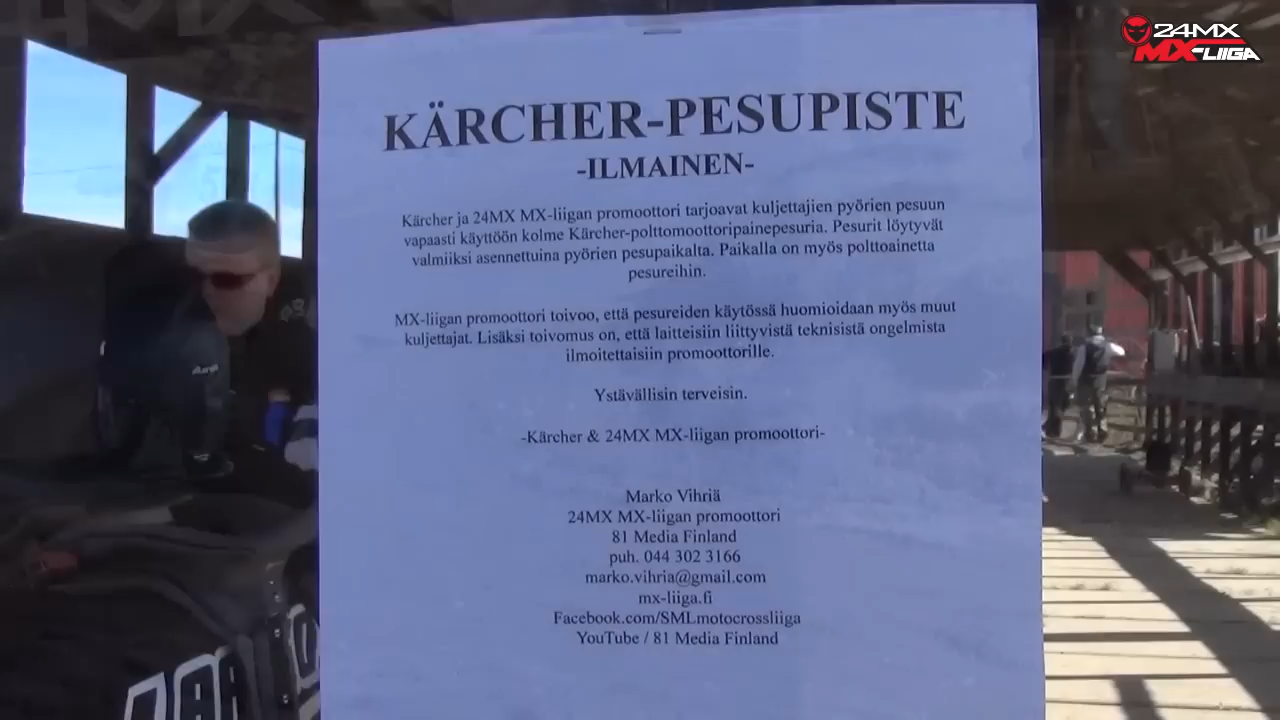 24MX
MX-LIIGA
KÄRCHER-PESUPISTE
-ILMAINEN-
Kärcher ja 24MX MX-liigan promoottori tarjoavat kuljettajien pyörien pesuun
vapaasti käyttöön kolme Kärcher-polttomoottoripainepesuria. Pesurit löytyvät
valmiiksi asennettuina pyörien pesupaikalta. Paikalla on myös polttoainetta
pesureihin.
MX-liigan promoottori toivoo, että pesureiden käytössä huomioidaan myös muut
kuljettajat. Lisäksi toivomus on, että laitteisiin liittyvistä teknisistä ongelmista
ilmoitettaisiin promoottorille.
Ystävällisin terveisin.
-Kärcher & 24MX MX-liigan promoottori-
Marko Vihriä
24MX MX-liigan promoottori
81 Media Finland
puh. 044 302 3166
marko.vihria@gmail.com
mx-liiga.fi
Facebook.com/SMLmotocrossliiga
YouTube / 81 Media Finland